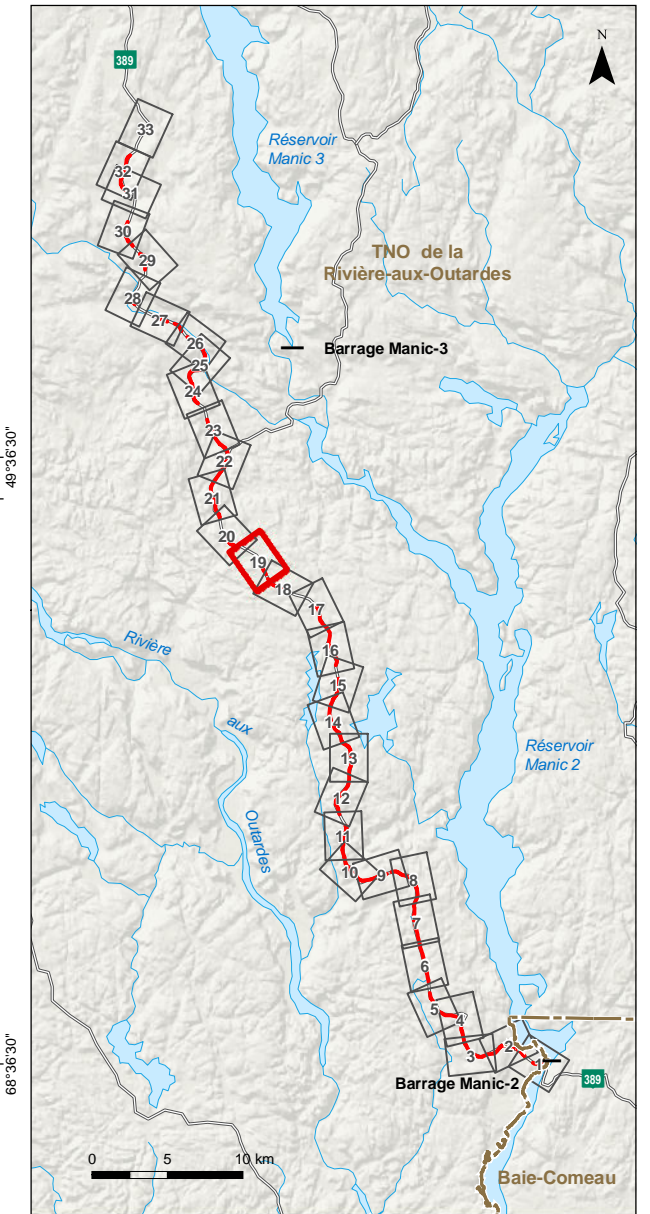 N
389
33
Réservoir
Manic 3
32
31
TNO de la
Rivière-aux-Outardes
30
29
28
27
26
Barrage Manic-3
25
24
49°36'30"
23
22
21
20
19
18
17
Rivière
16
15
aux
14
Réservoir
Manic 2
13
12
Outardes
11
10
9
8
7
6
5
4
68°36'30"
3
2
1
389
Barrage Manic-2
0 5 10 km
Baie-Comeau